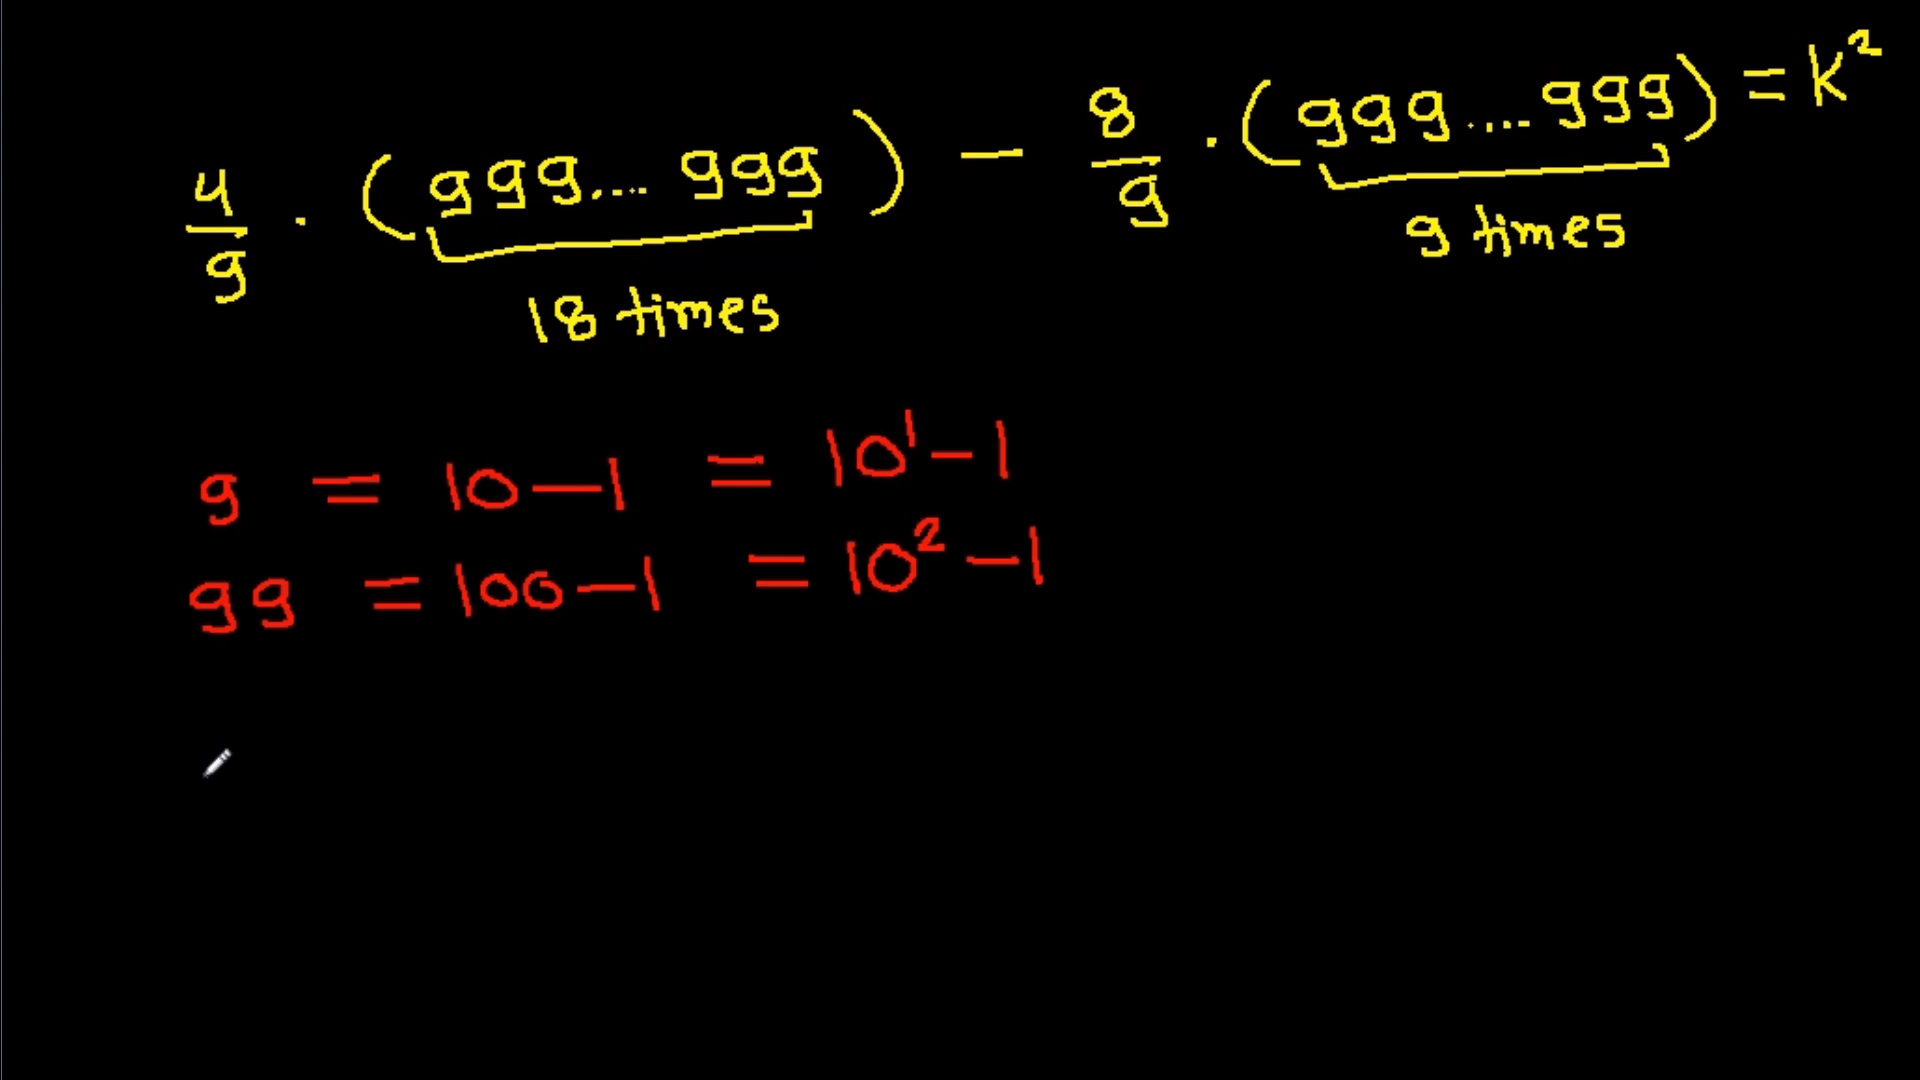 4/9 · (999.... 999) − 8/9 · (999.... 999) = K²
18 times
9 times
9 = 10 − 1 = 10¹ − 1
99 = 100 − 1 = 10² − 1